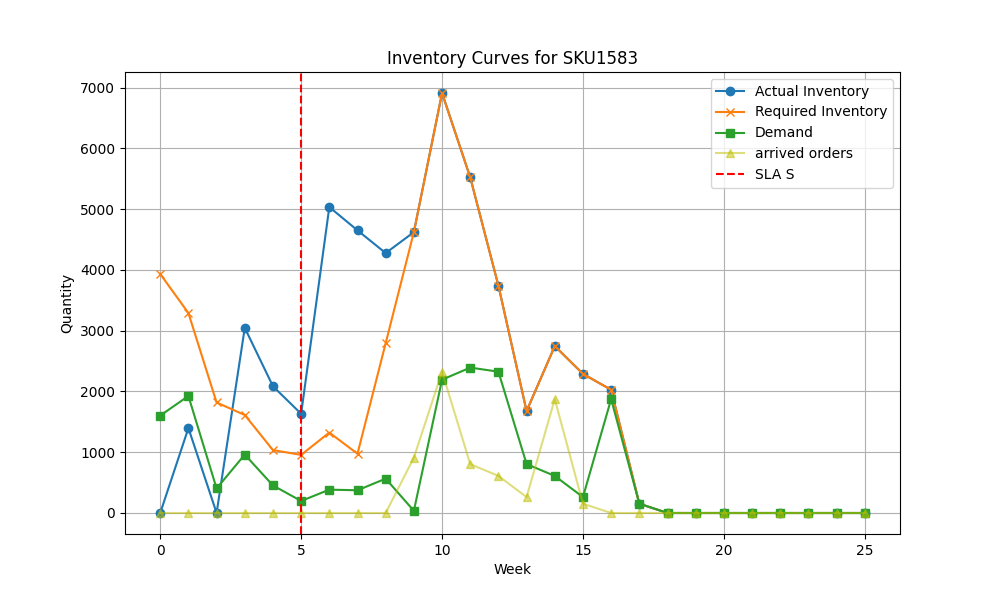 Inventory Curves for SKU1583
Actual Inventory
Required Inventory
Demand
arrived orders
SLA S
Quantity
7000
6000
5000
4000
3000
2000
1000
0
0 5 10 15 20 25
Week